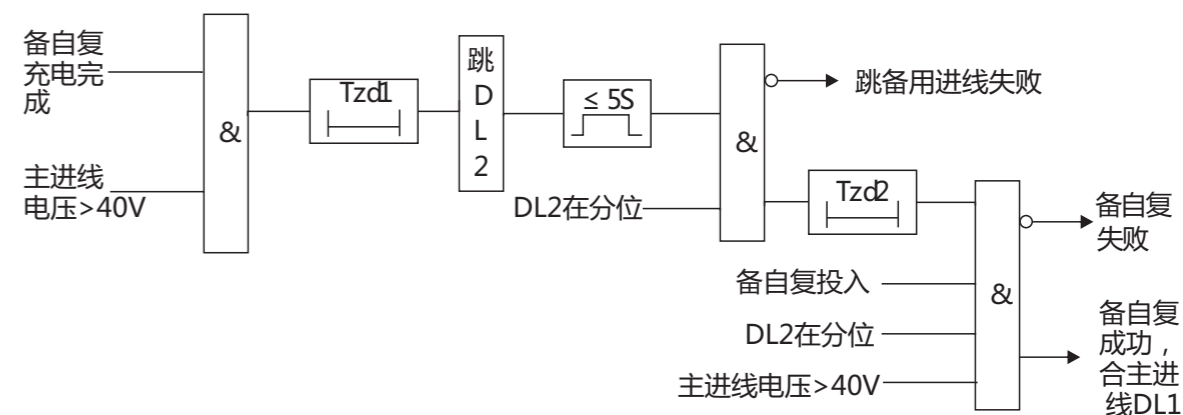 备自复
充电完
成
主进线
电压>40V
&
Tzd1
跳
D
L
2
≤ 5S
DL2在分位
&
跳备用进线失败
Tzd2
备自复投入
DL2在分位
主进线电压>40V
&
备自复
失败
备自复
成功，
合主进
线DL1